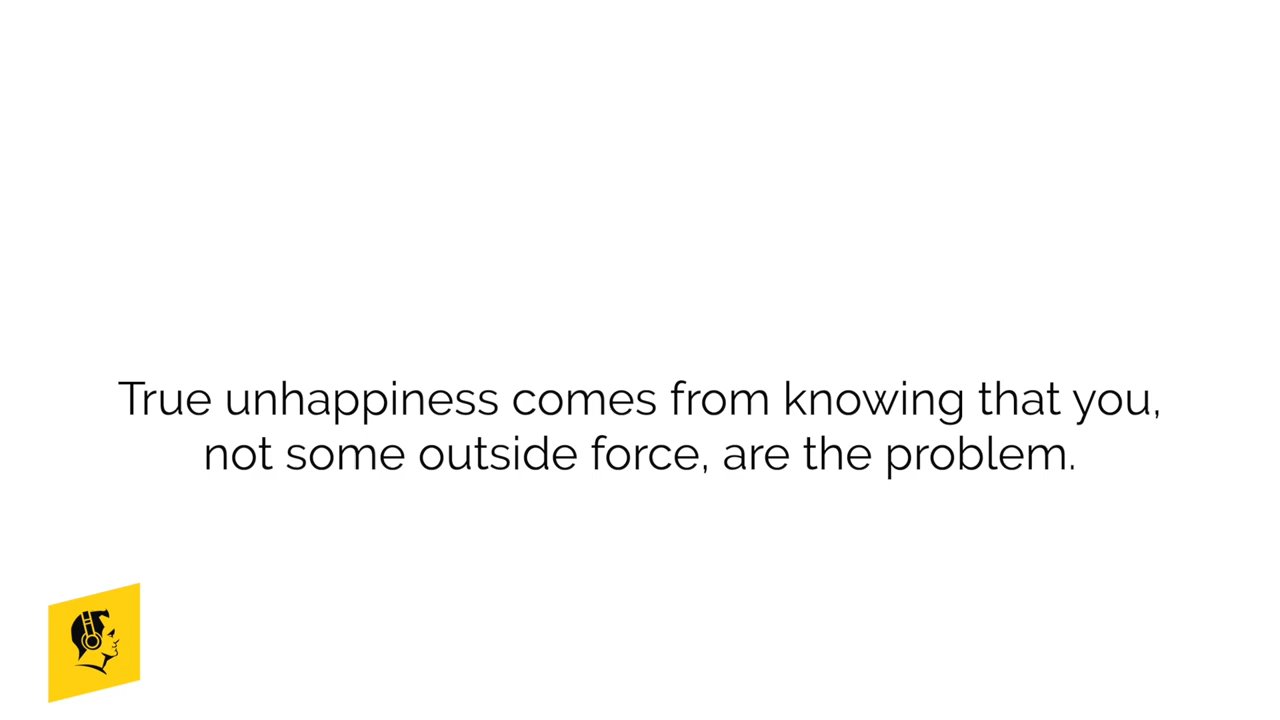 True unhappiness comes from knowing that you,
not some outside force, are the problem.